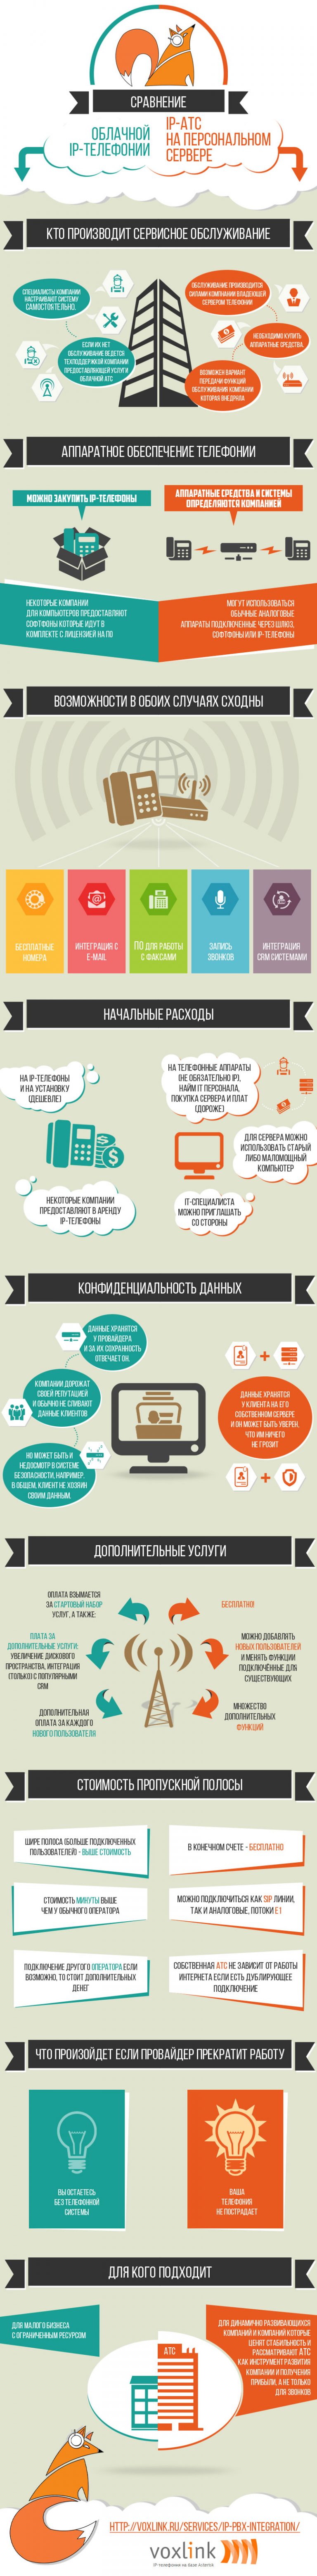 СРАВНЕНИЕ
ОБЛАЧНОЙ
IP-ТЕЛЕФОНИИ
IP-АТС
НА ПЕРСОНАЛЬНОМ
СЕРВЕРЕ
КТО ПРОИЗВОДИТ СЕРВИСНОЕ ОБСЛУЖИВАНИЕ
СПЕЦИАЛИСТЫ КОМПАНИИ
НАСТРАИВАЮТ СИСТЕМУ
САМОСТОЯТЕЛЬНО.
ЕСЛИ ИХ НЕТ
ОБСЛУЖИВАНИЕ ВЕДЕТСЯ
ТЕХПОДДЕРЖКОЙ КОМПАНИИ
ПРЕДОСТАВЛЯЮЩЕЙ УСЛУГИ
ОБЛАЧНОЙ АТС
ОБСЛУЖИВАНИЕ ПРОИЗВОДИТСЯ
СИЛАМИ КОМПАНИИ ВЛАДЕЮЩЕЙ
СЕРВЕРОМ ТЕЛЕФОНИИ
НЕОБХОДИМО КУПИТЬ
АППАРАТНЫЕ СРЕДСТВА.
ВОЗМОЖЕН ВАРИАНТ
ПЕРЕДАЧИ ФУНКЦИЙ
ОБСЛУЖИВАНИЯ КОМПАНИИ
КОТОРАЯ ВНЕДРЯЛА
АППАРАТНОЕ ОБЕСПЕЧЕНИЕ ТЕЛЕФОНИИ
МОЖНО ЗАКУПИТЬ IP-ТЕЛЕФОНЫ
АППАРАТНЫЕ СРЕДСТВА И СИСТЕМЫ
ОПРЕДЕЛЯЮТСЯ КОМПАНИЕЙ
НЕКОТОРЫЕ КОМПАНИИ
ДЛЯ КОМПЬЮТЕРОВ ПРЕДОСТАВЛЯЮТ
СОФТФОНЫ КОТОРЫЕ ИДУТ В
КОМПЛЕКТЕ С ЛИЦЕНЗИЕЙ НА ПО
МОГУТ ИСПОЛЬЗОВАТЬСЯ
ОБЫЧНЫЕ АНАЛОГОВЫЕ
АППАРАТЫ ПОДКЛЮЧЕННЫЕ ЧЕРЕЗ ШЛЮЗ,
СОФТФОНЫ ИЛИ IP-ТЕЛЕФОНЫ
ВОЗМОЖНОСТИ В ОБОИХ СЛУЧАЯХ СХОДНЫ
БЕСПЛАТНЫЕ
НОМЕРА
ИНТЕГРАЦИЯ С
E-MAIL
ПО ДЛЯ РАБОТЫ
С ФАКСАМИ
ЗАПИСЬ
ЗВОНКОВ
ИНТЕГРАЦИЯ
CRM СИСТЕМАМИ
НАЧАЛЬНЫЕ РАСХОДЫ
НА IP-ТЕЛЕФОНЫ
И НА УСТАНОВКУ
(ДЕШЕВЛЕ)
НА ТЕЛЕФОННЫЕ АППАРАТЫ
(НЕ ОБЯЗАТЕЛЬНО IP),
НАЙМ IT ПЕРСОНАЛА,
ПОКУПКА СЕРВЕРА И ПЛАТ
(ДОРОЖЕ)
ДЛЯ СЕРВЕРА МОЖНО
ИСПОЛЬЗОВАТЬ СТАРЫЙ
ЛИБО МАЛОМОЩНЫЙ
КОМПЬЮТЕР
НЕКОТОРЫЕ КОМПАНИИ
ПРЕДОСТАВЛЯЮТ В АРЕНДУ
IP-ТЕЛЕФОНЫ
IT-СПЕЦИАЛИСТА
МОЖНО ПРИГЛАШАТЬ
СО СТОРОНЫ
КОНФИДЕНЦИАЛЬНОСТЬ ДАННЫХ
ДАННЫЕ ХРАНЯТСЯ
У ПРОВАЙДЕРА
И ЗА ИХ СОХРАННОСТЬ
ОТВЕЧАЕТ ОН.
КОМПАНИИ ДОРОЖАТ
СВОЕЙ РЕПУТАЦИЕЙ
И ОБЫЧНО НЕ СЛИВАЮТ
ДАННЫЕ КЛИЕНТОВ
НО МОЖЕТ БЫТЬ И
НЕДОСМОТР В СИСТЕМЕ
БЕЗОПАСНОСТИ, НАПРИМЕР.
В ОБЩЕМ, КЛИЕНТ НЕ ХОЗЯИН
СВОИМ ДАННЫМ.
ДАННЫЕ ХРАНЯТСЯ
У КЛИЕНТА НА ЕГО
СОБСТВЕННОМ СЕРВЕРЕ
И ОН МОЖЕТ БЫТЬ УВЕРЕН,
ЧТО ИМ НИЧЕГО
НЕ ГРОЗИТ
ДОПОЛНИТЕЛЬНЫЕ УСЛУГИ
ОПЛАТА ВЗЫМАЕТСЯ
ЗА СТАРТОВЫЙ НАБОР
УСЛУГ, А ТАКЖЕ:
БЕСПЛАТНО!
ПЛАТА ЗА
ДОПОЛНИТЕЛЬНЫЕ УСЛУГИ:
УВЕЛИЧЕНИЕ ДИСКОВОГО
ПРОСТРАНСТВА, ИНТЕГРАЦИЯ
(ТОЛЬКО) С ПОПУЛЯРНЫМИ
CRM
МОЖНО ДОБАВЛЯТЬ
НОВЫХ ПОЛЬЗОВАТЕЛЕЙ
И МЕНЯТЬ ФУНКЦИИ
ПОДКЛЮЧЁННЫЕ ДЛЯ
СУЩЕСТВУЮЩИХ
ДОПОЛНИТЕЛЬНАЯ
ОПЛАТА ЗА КАЖДОГО
НОВОГО ПОЛЬЗОВАТЕЛЯ
МНОЖЕСТВО
ДОПОЛНИТЕЛЬНЫХ
ФУНКЦИЙ
СТОИМОСТЬ ПРОПУСКНОЙ ПОЛОСЫ
ШИРЕ ПОЛОСА (БОЛЬШЕ ПОДКЛЮЧЕННЫХ
ПОЛЬЗОВАТЕЛЕЙ) - ВЫШЕ СТОИМОСТЬ
В КОНЕЧНОМ СЧЕТЕ - БЕСПЛАТНО
СТОИМОСТЬ МИНУТЫ ВЫШЕ
ЧЕМ У ОБЫЧНОГО ОПЕРАТОРА
МОЖНО ПОДКЛЮЧИТЬСЯ КАК SIP ЛИНИИ,
ТАК И АНАЛОГОВЫЕ, ПОТОКИ E1
ПОДКЛЮЧЕНИЕ ДРУГОГО ОПЕРАТОРА ЕСЛИ
ВОЗМОЖНО, ТО СТОИТ ДОПОЛНИТЕЛЬНЫХ
ДЕНЕГ
СОБСТВЕННАЯ АТС НЕ ЗАВИСИТ ОТ РАБОТЫ
ИНТЕРНЕТА ЕСЛИ ЕСТЬ ДУБЛИРУЮЩЕЕ
ПОДКЛЮЧЕНИЕ
ЧТО ПРОИЗОЙДЕТ ЕСЛИ ПРОВАЙДЕР ПРЕКРАТИТ РАБОТУ
ВЫ ОСТАЕТЕСЬ
БЕЗ ТЕЛЕФОННОЙ
СИСТЕМЫ
ВАША
ТЕЛЕФОНИЯ
НЕ ПОСТРАДАЕТ
ДЛЯ КОГО ПОДХОДИТ
ДЛЯ МАЛОГО БИЗНЕСА
С ОГРАНИЧЕННЫМ РЕСУРСОМ
АТС
ДЛЯ ДИНАМИЧНО РАЗВИВАЮЩИХСЯ
КОМПАНИЙ И КОМПАНИЙ КОТОРЫЕ
ЦЕНЯТ СТАБИЛЬНОСТЬ И
РАССМАТРИВАЮТ АТС
КАК ИНСТРУМЕНТ РАЗВИТИЯ
КОМПАНИИ И ПОЛУЧЕНИЯ
ПРИБЫЛИ, А НЕ ТОЛЬКО
ДЛЯ ЗВОНКОВ
HTTP://VOXLINK.RU/SERVICES/IP-PBX-INTEGRATION/
voxlink
IP-телефония на базе Asterisk